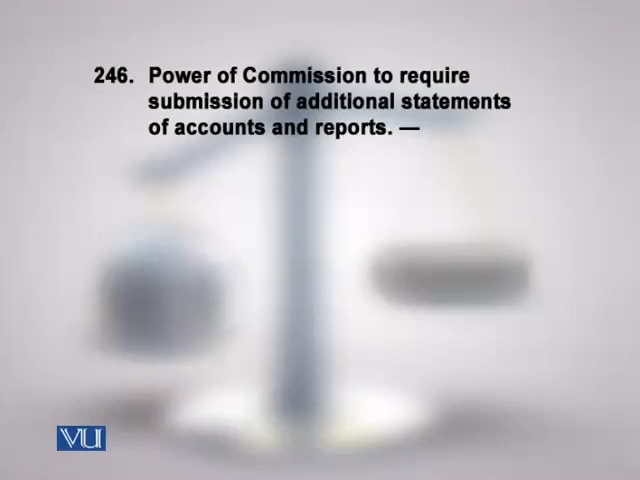 246. Power of Commission to require
submission of additional statements
of accounts and reports. —
VU